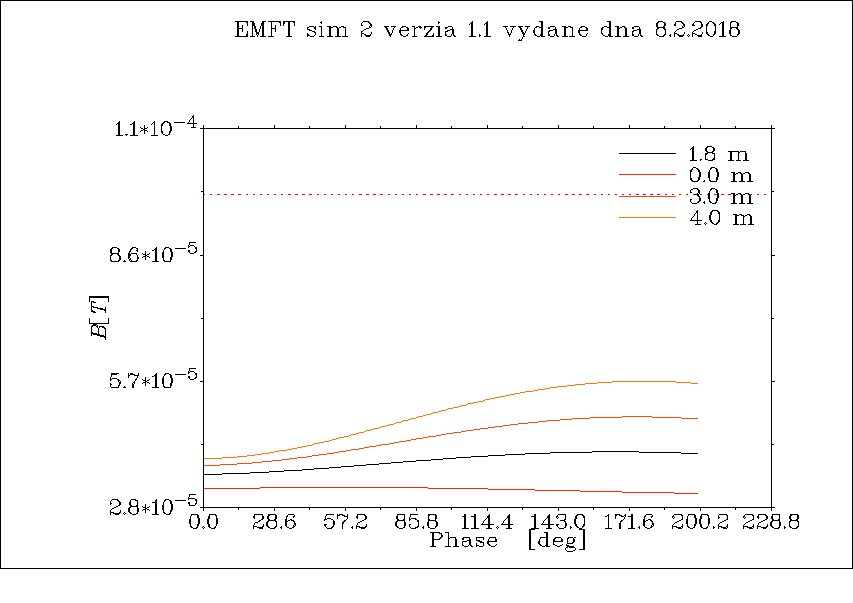 EMFT sim 2 verzia 1.1 vydane dna 8.2.2018
1.1*10^-4
8.6*10^-5
5.7*10^-5
2.8*10^-5
B[T]
1.8 m
0.0 m
3.0 m
4.0 m
0.0 28.6 57.2 85.8 114.4 143.0 171.6 200.2 228.8
Phase [deg]